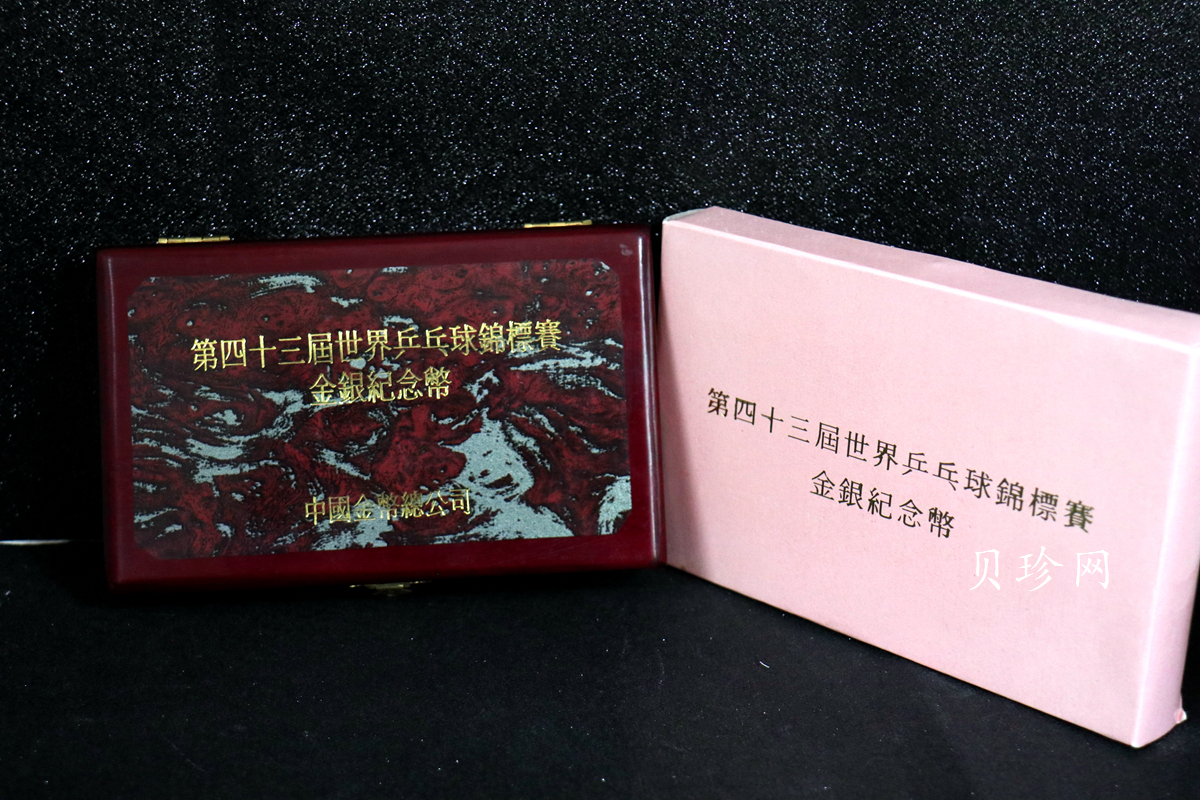 第四十三屆世界乒乓球錦標賽
金銀紀念幣
中國金幣總公司
第四十三屆世界乒乓球錦標賽
金銀紀念幣
贝珍网